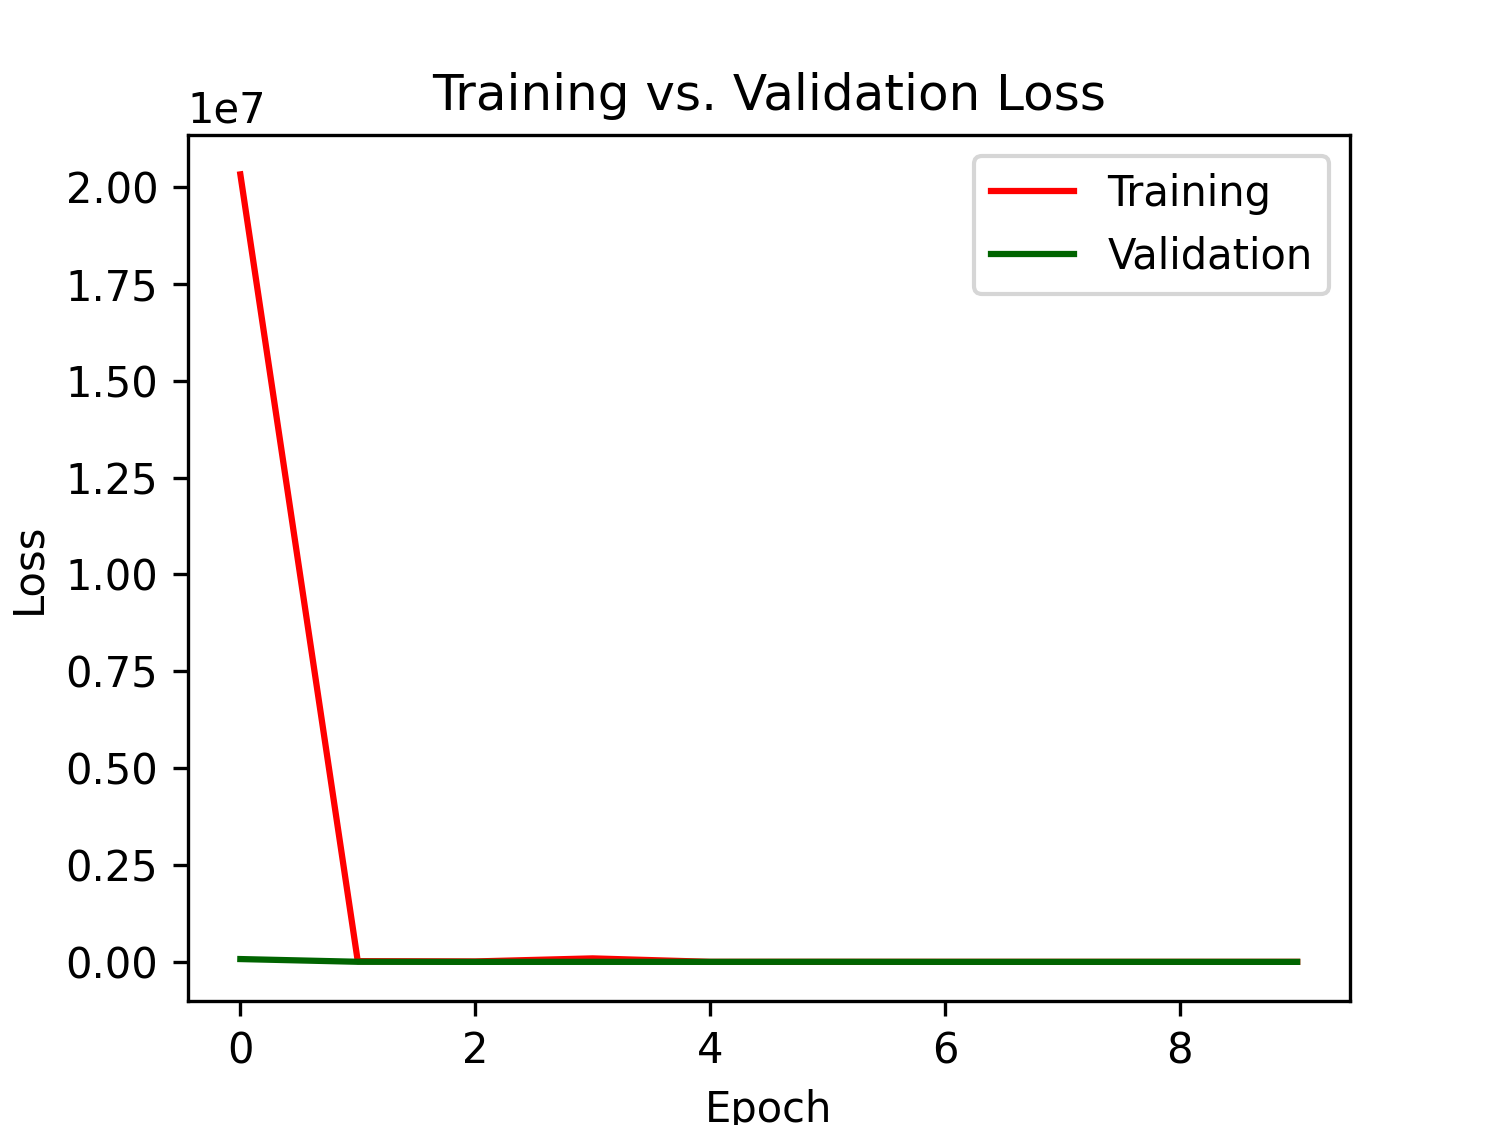 Training vs. Validation Loss
1e7
Training
Validation
2.00
1.75
1.50
1.25
1.00
0.75
0.50
0.25
0.00
Loss
0 2 4 6 8
Epoch